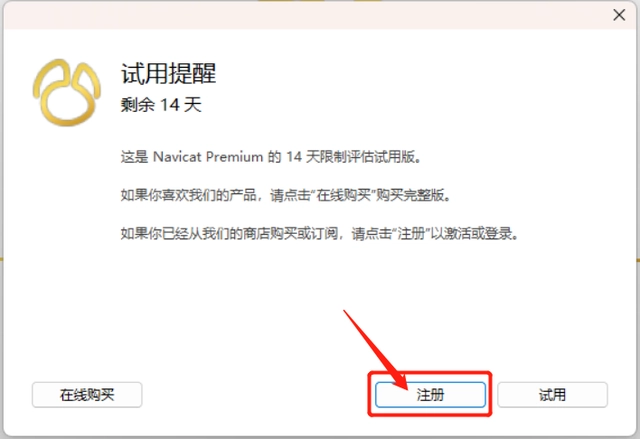 试用提醒
剩余 14 天
这是 Navicat Premium 的 14 天限制评估试用版。
如果你喜欢我们的产品，请点击“在线购买”购买完整版。
如果你已经从我们的商店购买或订阅，请点击“注册”以激活或登录。
在线购买
注册
试用